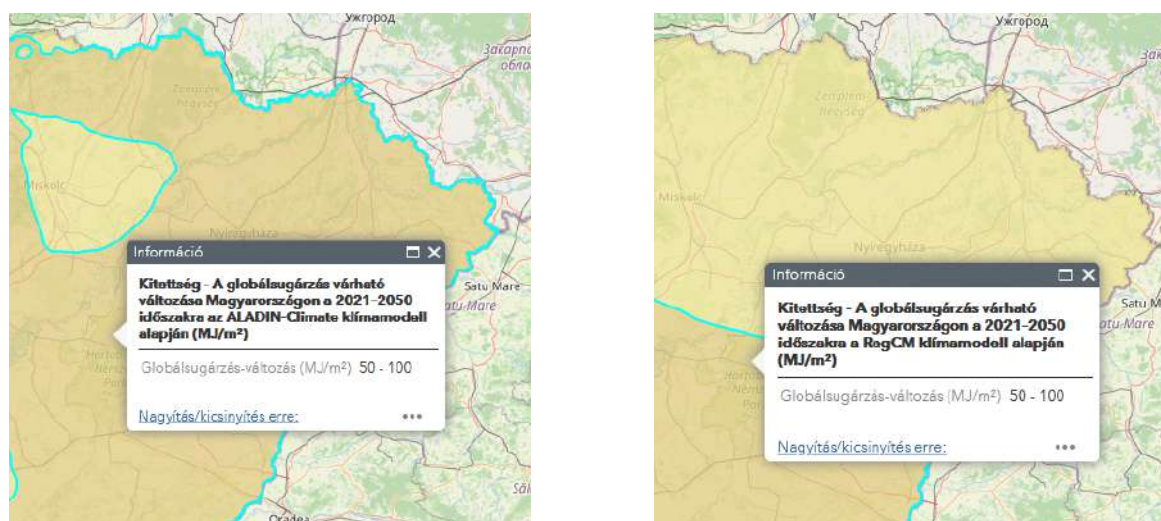 Ужгород
Zempléni-
hegység
Miskolc
Nyíregyháza
Információ
Kitettség - A globálsugárzás várható
változása Magyarországon a 2021-2050
időszakra az ALADIN-Climate klímamodell
alapján (MJ/m²)
Globálsugárzás-változás (MJ/m²) 50 - 100
Nagyítás/kicsinyítés erre:
Satu Mare
Oradea
Ужгород
Miskolc
Nyíregyháza
Információ
Kitettség - A globálsugárzás várható
változása Magyarországon a 2021-2050
időszakra a RegCM klímamodell alapján
(MJ/m²)
Globálsugárzás-változás (MJ/m²) 50 - 100
Nagyítás/kicsinyítés erre: